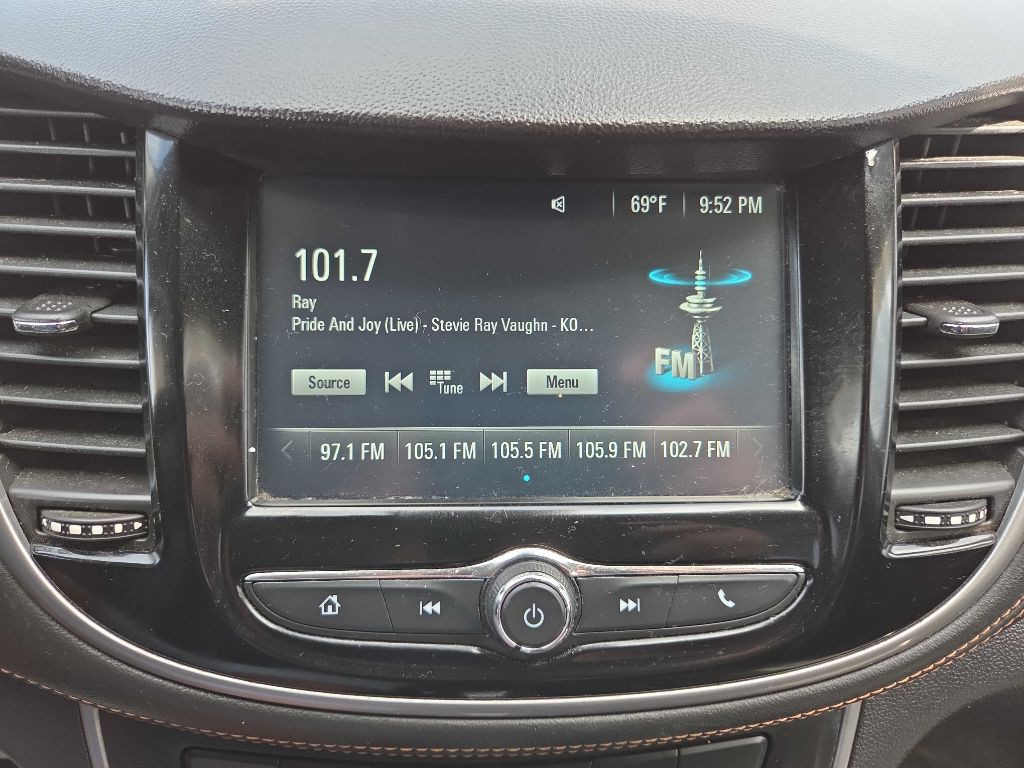 69°F 9:52 PM
101.7
Ray
Pride And Joy (Live) - Stevie Ray Vaughn - KO...
FM
Source Tune Menu
97.1 FM 105.1 FM 105.5 FM 105.9 FM 102.7 FM